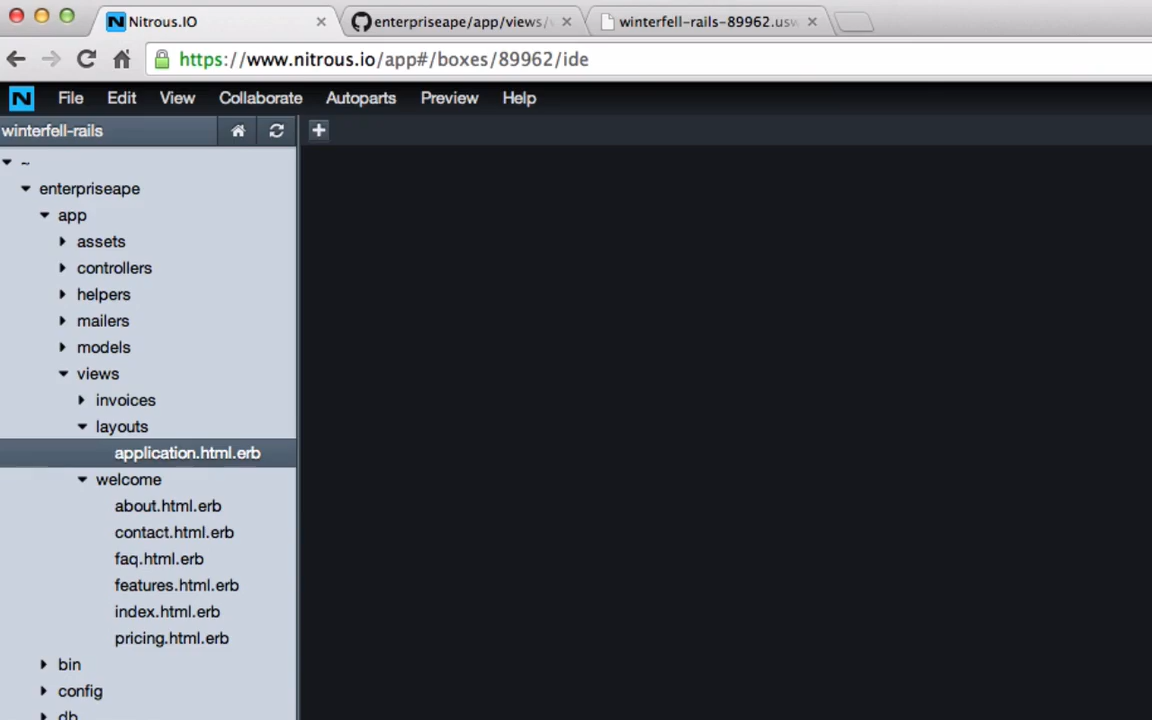 Nitrous.IO
enterpriseape/app/views/
winterfell-rails-89962.usw
https://www.nitrous.io/app#/boxes/89962/ide
N File Edit View Collaborate Autoparts Preview Help
winterfell-rails
~
enterpriseape
app
assets
controllers
helpers
mailers
models
views
invoices
layouts
application.html.erb
welcome
about.html.erb
contact.html.erb
faq.html.erb
features.html.erb
index.html.erb
pricing.html.erb
bin
config
db